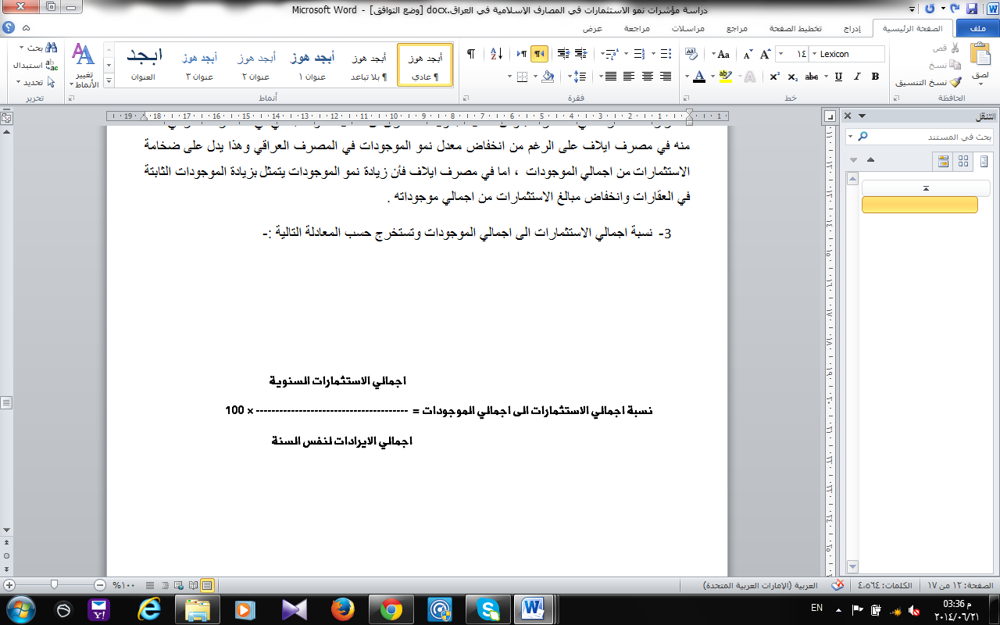 دراسة مؤشرات نمو الاستثمارات في المصارف الإسلامية في العراق.docx [وضع التوافق] - Microsoft Word
ملف
الصفحة الرئيسية
إدراج
تخطيط الصفحة
مراجع
مراسلات
مراجعة
عرض
لصق
قص
نسخ
نسخ التنسيق
الحافظة
Lexicon
١٤
خط
فقرة
أبجد هوز
¶ عادي
أبجد هوز
¶ بلا تباعد
أبجد هوز
عنوان ١
أبجد هوز
عنوان ٢
أبجد هوز
عنوان ٣
ابجد
العنوان
تغيير الأنماط
أنماط
بحث
استبدال
تحديد
تحرير
التنقل
بحث في المستند
منه في مصرف ايلاف على الرغم من انخفاض معدل نمو الموجودات في المصرف العراقي وهذا يدل على ضخامة
الاستثمارات من اجمالي الموجودات ، اما في مصرف ايلاف فأن زيادة نمو الموجودات يتمثل بزيادة الموجودات الثابتة
في العقارات وانخفاض مبالغ الاستثمارات من اجمالي موجوداته .
3- نسبة اجمالي الاستثمارات الى اجمالي الموجودات وتستخرج حسب المعادلة التالية :-
اجمالي الاستثمارات السنوية
نسبة اجمالي الاستثمارات الى اجمالي الموجودات = --------------------------------------- × 100
اجمالي الايرادات لنفس السنة
الصفحة: ١٢ من ١٧
الكلمات: ٤،٥٦٤
العربية (الإمارات العربية المتحدة)
١٠٠%
EN
03:36 م
٢٠١٤/٠٦/٢١